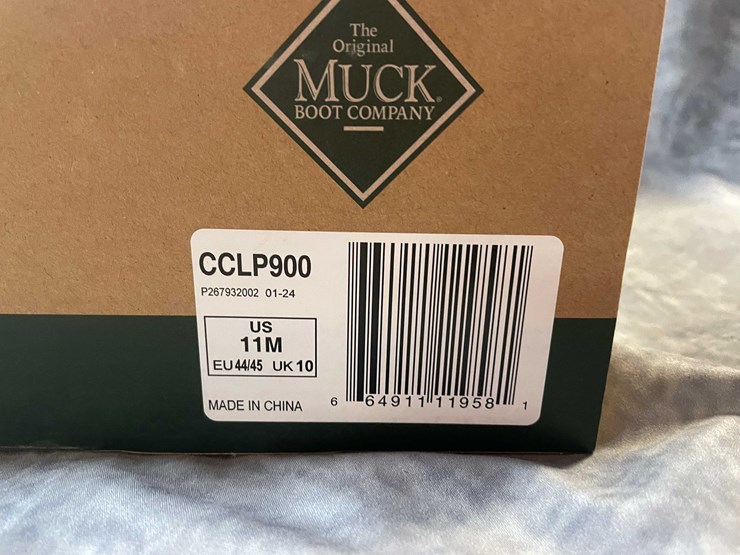 The
Original
MUCK®
BOOT COMPANY
CCLP900
P267932002 01-24
US
11M
EU 44/45 UK 10
MADE IN CHINA
6 64911 11958 1